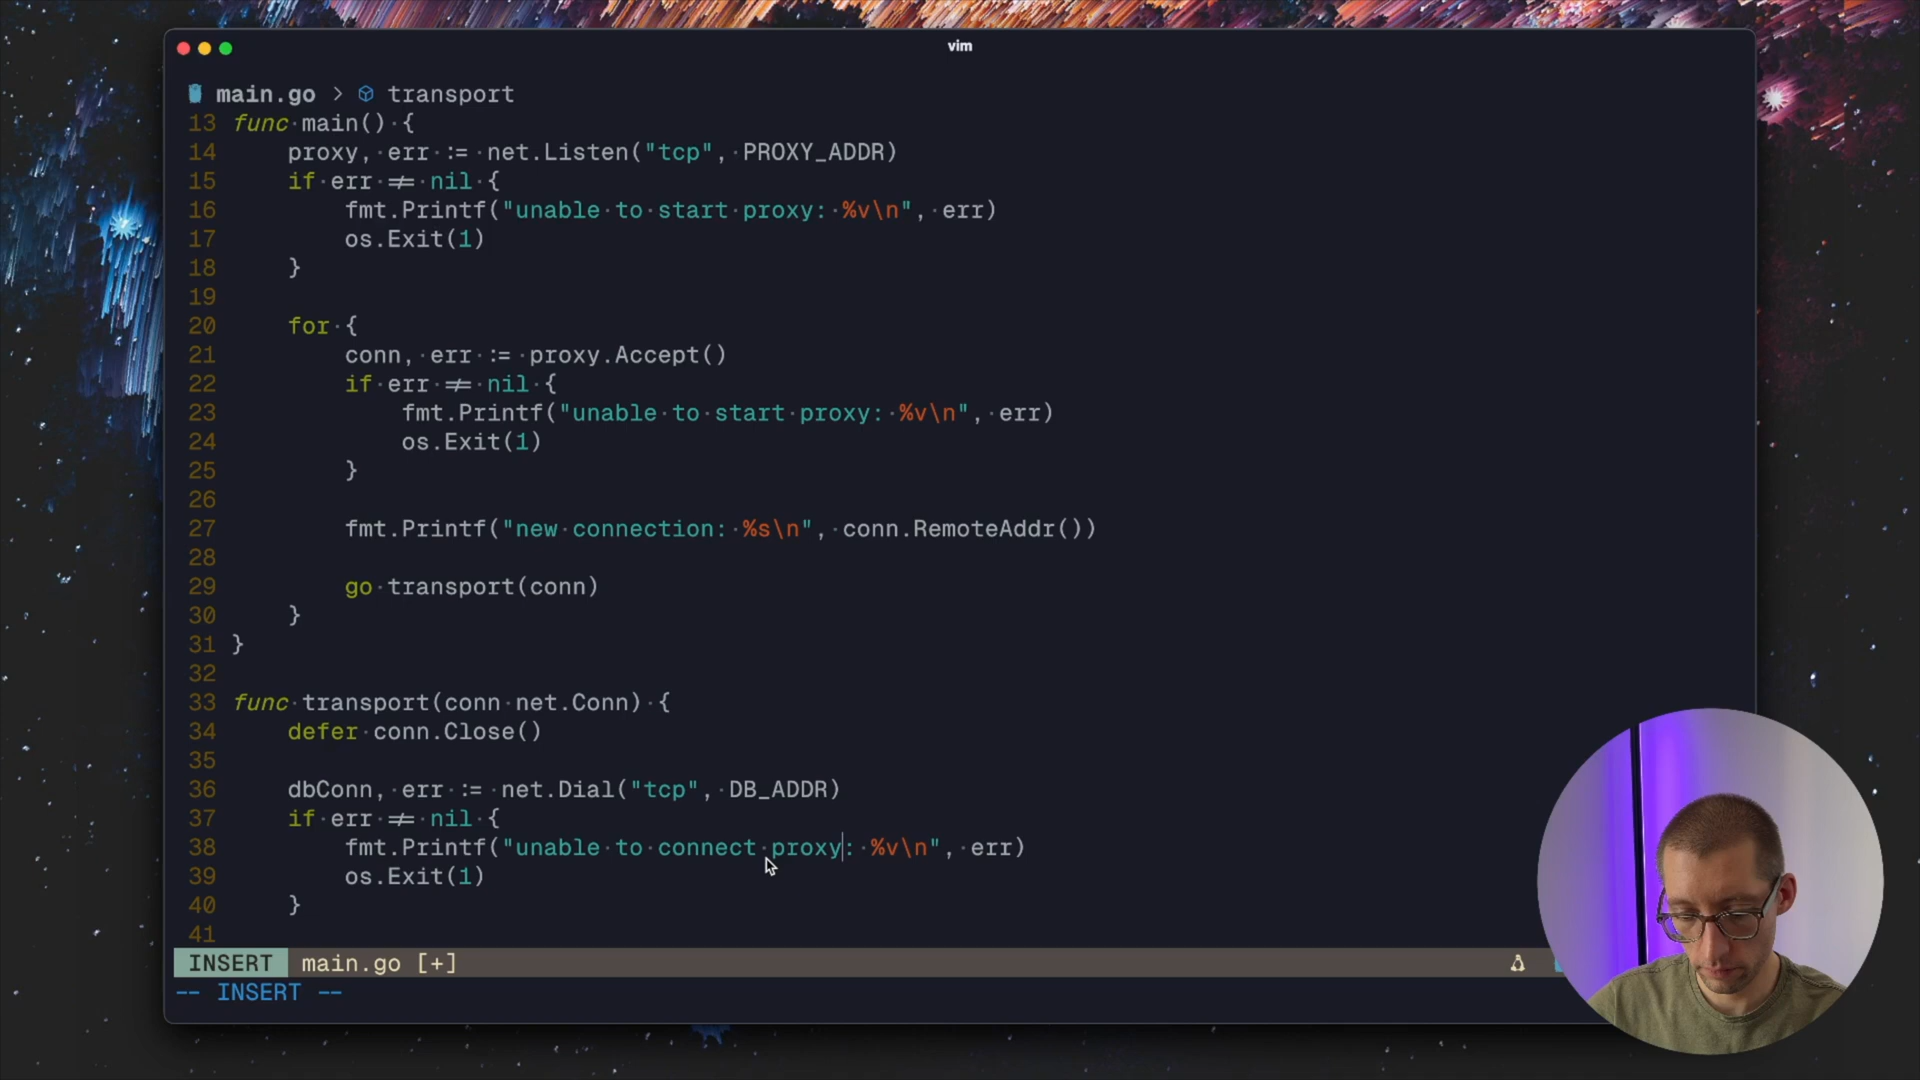 vim
main.go > transport
13 func main() {
14 proxy, err := net.Listen("tcp", PROXY_ADDR)
15 if err != nil {
16 fmt.Printf("unable to start proxy: %v\n", err)
17 os.Exit(1)
18 }
19
20 for {
21 conn, err := proxy.Accept()
22 if err != nil {
23 fmt.Printf("unable to start proxy: %v\n", err)
24 os.Exit(1)
25 }
26
27 fmt.Printf("new connection: %s\n", conn.RemoteAddr())
28
29 go transport(conn)
30 }
31 }
32
33 func transport(conn net.Conn) {
34 defer conn.Close()
35
36 dbConn, err := net.Dial("tcp", DB_ADDR)
37 if err != nil {
38 fmt.Printf("unable to connect proxy: %v\n", err)
39 os.Exit(1)
40 }
41
INSERT main.go [+]
-- INSERT --